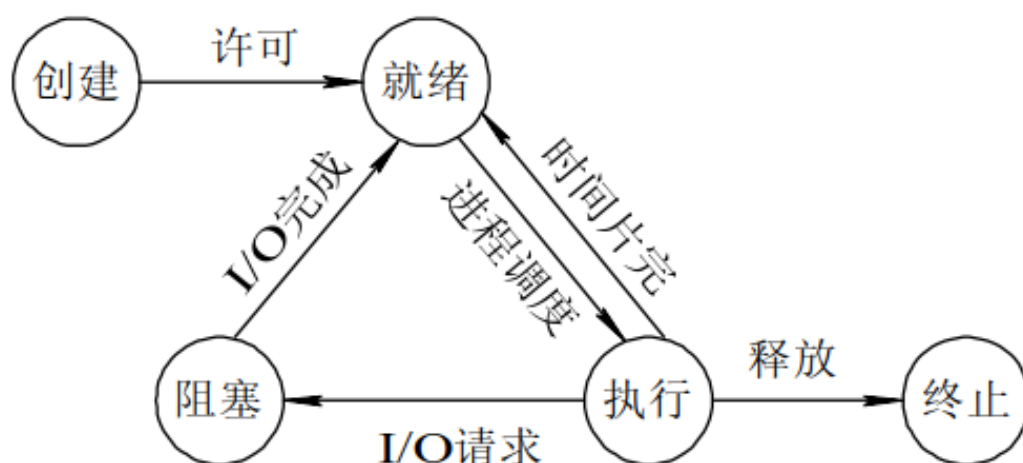 创建
许可
就绪
I/O完成
进程调度
时间片完
阻塞
I/O请求
执行
释放
终止